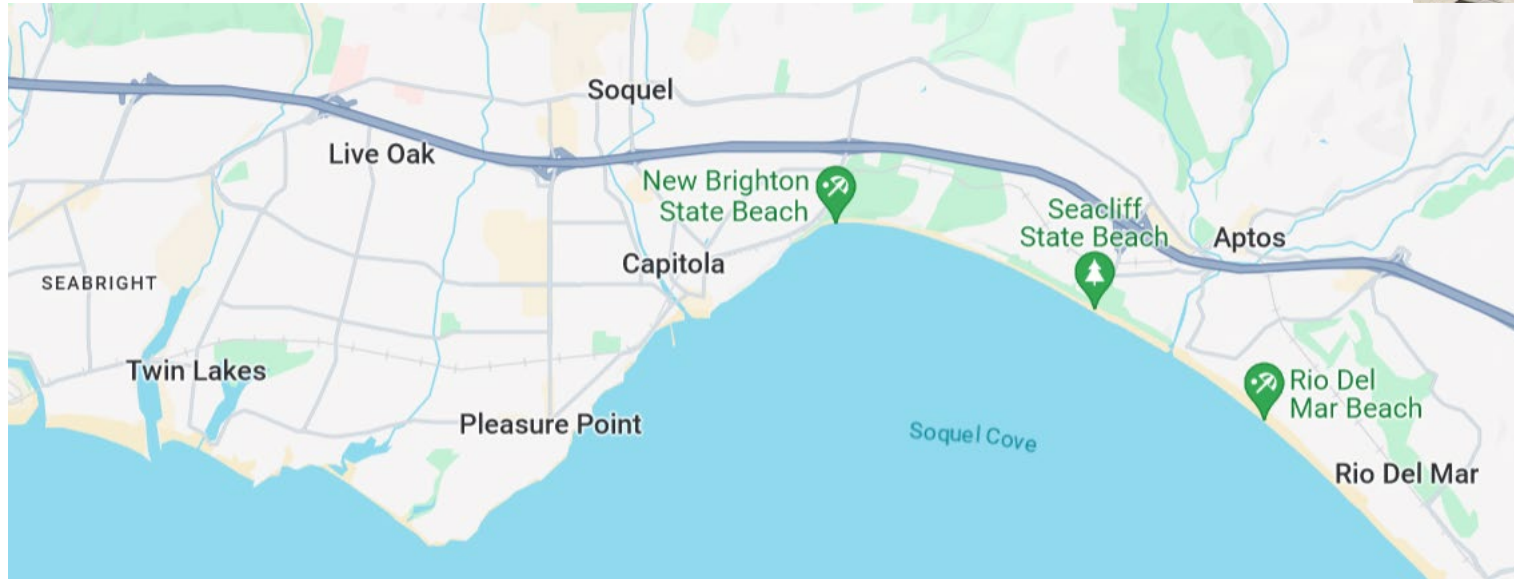 Soquel
Live Oak
New Brighton
State Beach
Seacliff
State Beach
Aptos
Capitola
SEABRIGHT
Twin Lakes
Rio Del
Mar Beach
Pleasure Point
Soquel Cove
Rio Del Mar